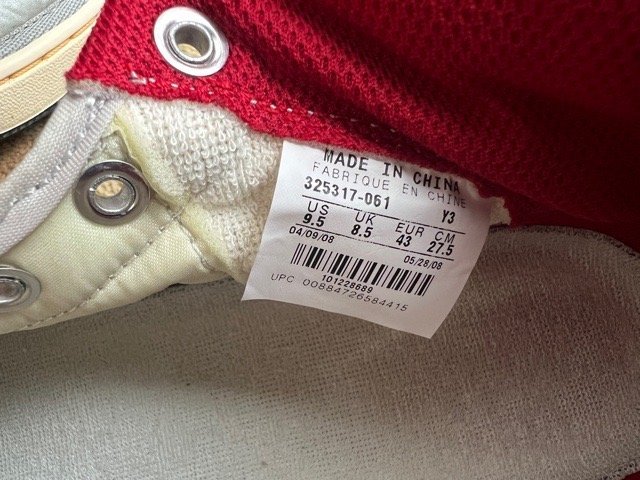 MADE IN CHINA
FABRIQUE EN CHINE
325317-061 Y3
US UK EUR CM
9.5 8.5 43 27.5
04/09/08 05/28/08
101228689
UPC 00884726584415